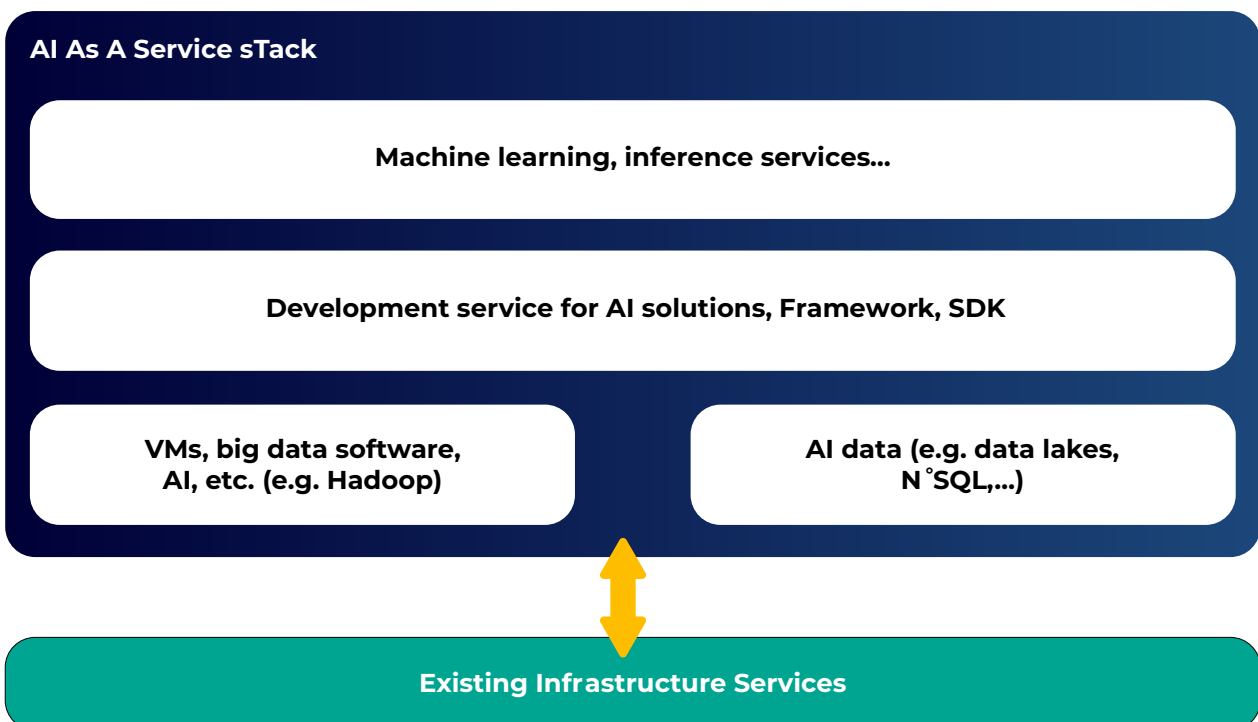 AI As A Service sTack
Machine learning, inference services...
Development service for AI solutions, Framework, SDK
VMs, big data software,
AI, etc. (e.g. Hadoop)
AI data (e.g. data lakes,
N°SQL,...)
Existing Infrastructure Services